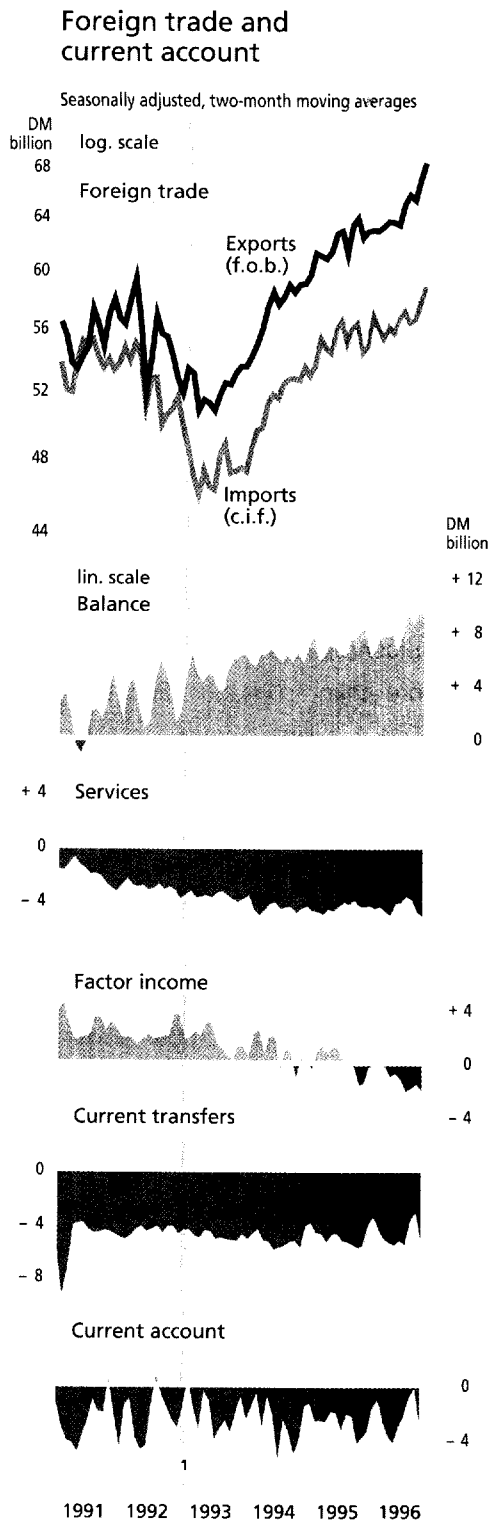 Foreign trade and
current account
Seasonally adjusted, two-month moving averages
DM
billion
log. scale
68
Foreign trade
64
Exports
(f.o.b.)
60
56
52
48
Imports
(c.i.f.)
44
DM
billion
lin. scale
+ 12
Balance
+ 8
+ 4
0
+ 4
Services
0
– 4
Factor income
+ 4
0
Current transfers
– 4
0
– 4
– 8
Current account
0
– 4
1
1991 1992 1993 1994 1995 1996